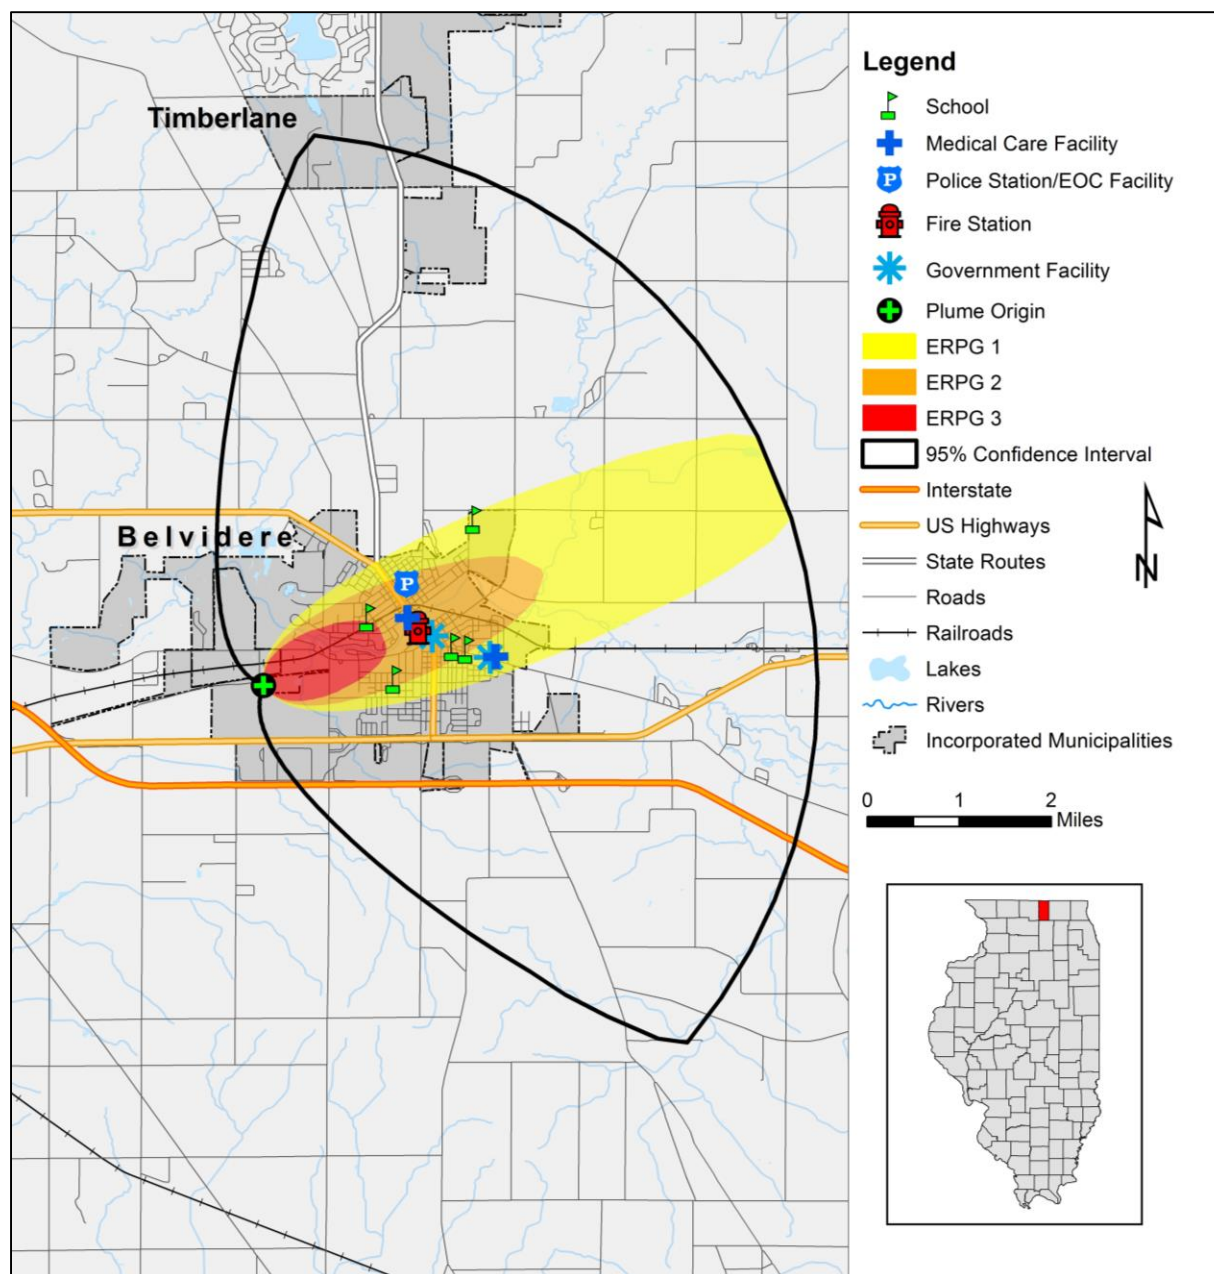 Timberlane
Belvidere
P
Legend
School
Medical Care Facility
P
Police Station/EOC Facility
Fire Station
Government Facility
Plume Origin
ERPG 1
ERPG 2
ERPG 3
95% Confidence Interval
Interstate
US Highways
State Routes
Roads
Railroads
Lakes
Rivers
Incorporated Municipalities
N
0 1 2
Miles